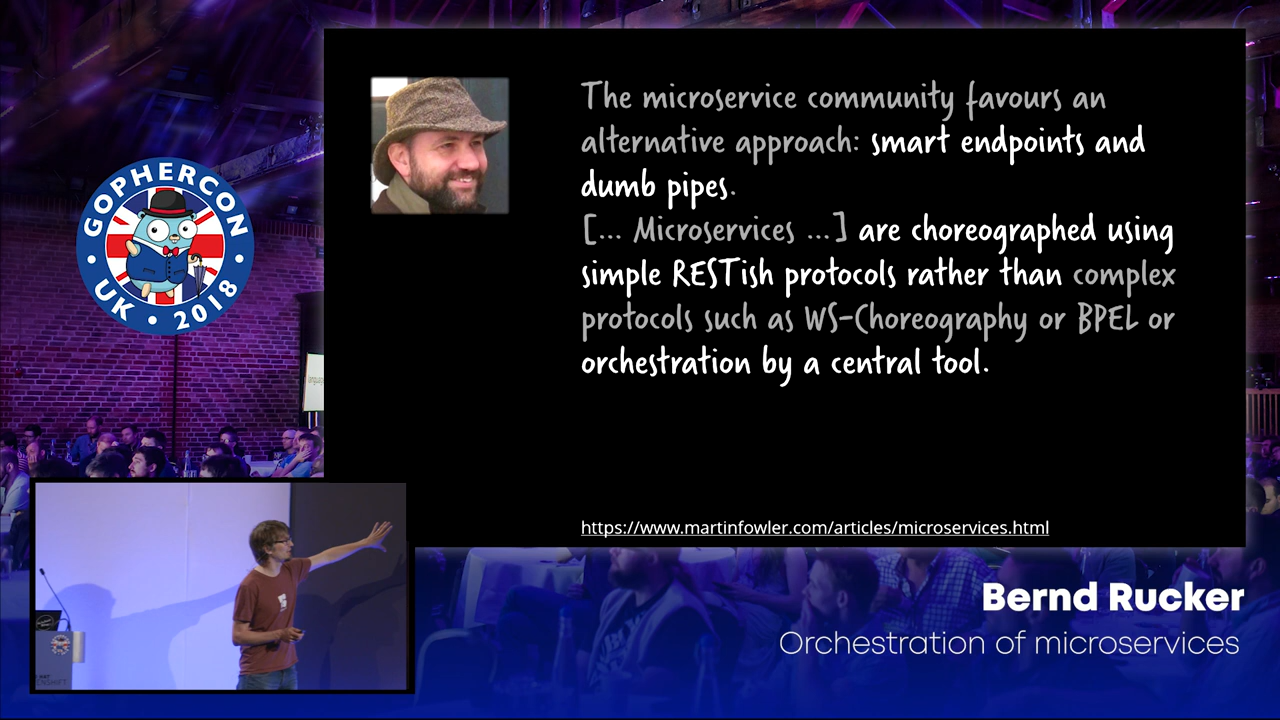 GOPHERCON
UK • 2018
The microservice community favours an
alternative approach: smart endpoints and
dumb pipes.
[... Microservices ...] are choreographed using
simple RESTish protocols rather than complex
protocols such as WS-Choreography or BPEL or
orchestration by a central tool.
https://www.martinfowler.com/articles/microservices.html
Bernd Rucker
Orchestration of microservices